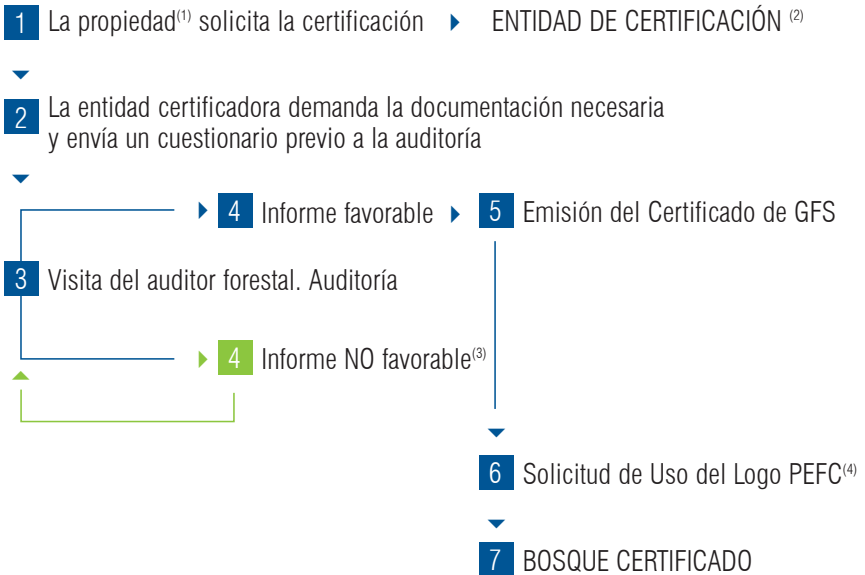 1 La propiedad(1) solicita la certificación ENTIDAD DE CERTIFICACIÓN (2)
2 La entidad certificadora demanda la documentación necesaria
y envía un cuestionario previo a la auditoría
4 Informe favorable 5 Emisión del Certificado de GFS
3 Visita del auditor forestal. Auditoría
4 Informe NO favorable(3)
6 Solicitud de Uso del Logo PEFC(4)
7 BOSQUE CERTIFICADO